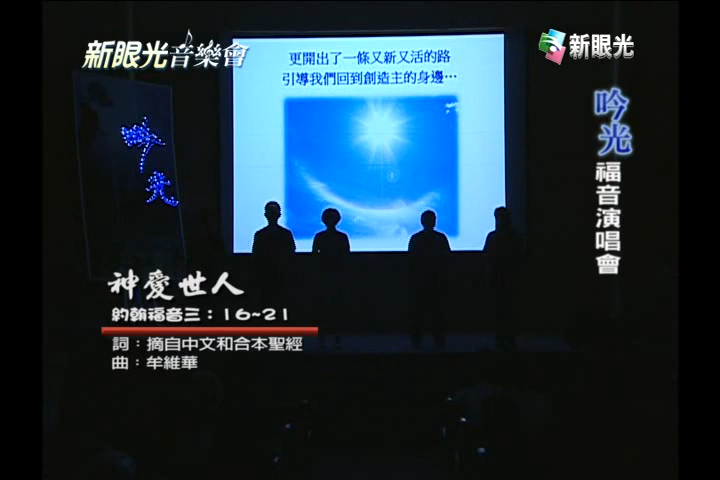 新眼光音樂會
新眼光
更開出了一條又新又活的路
引導我們回到創造主的身邊…
吟光
吟光
福音演唱會
神愛世人
約翰福音三：16~21
詞：摘自中文和合本聖經
曲：牟維華